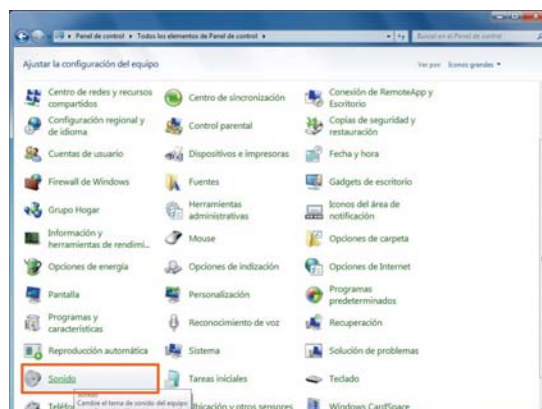 Panel de control ▸ Todos los elementos de Panel de control ▸
Buscar en el Panel de control
Ajustar la configuración del equipo
Ver por: Iconos grandes
Centro de redes y recursos
compartidos
Centro de sincronización
Conexión de RemoteApp y
Escritorio
Configuración regional y
de idioma
Control parental
Copias de seguridad y
restauración
Cuentas de usuario
Dispositivos e impresoras
Fecha y hora
Firewall de Windows
Fuentes
Gadgets de escritorio
Grupo Hogar
Herramientas
administrativas
Iconos del área de
notificación
Información y
herramientas de rendimi...
Mouse
Opciones de carpeta
Opciones de energía
Opciones de indización
Opciones de Internet
Pantalla
Personalización
Programas
predeterminados
Programas y
características
Reconocimiento de voz
Recuperación
Reproducción automática
Sistema
Solución de problemas
Sonido
Tareas iniciales
Teclado
Sonido
Cambie el tema de sonido del equipo
Ubicación y otros sensores
Windows CardSpace